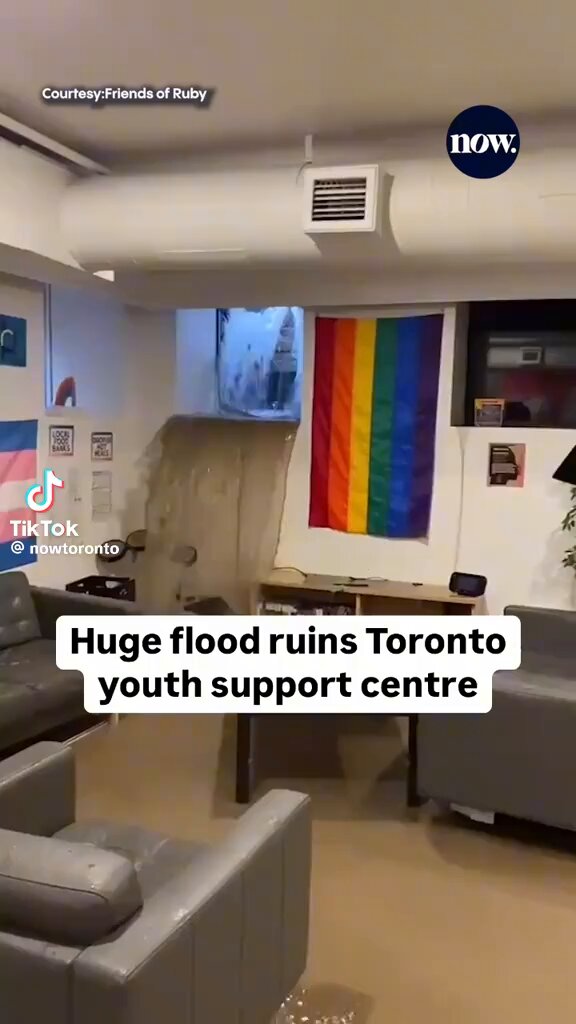 Courtesy:Friends of Ruby
now.
r
LOCAL
FOOD
BANKS
TikTok
@ nowtoronto
Huge flood ruins Toronto
youth support centre